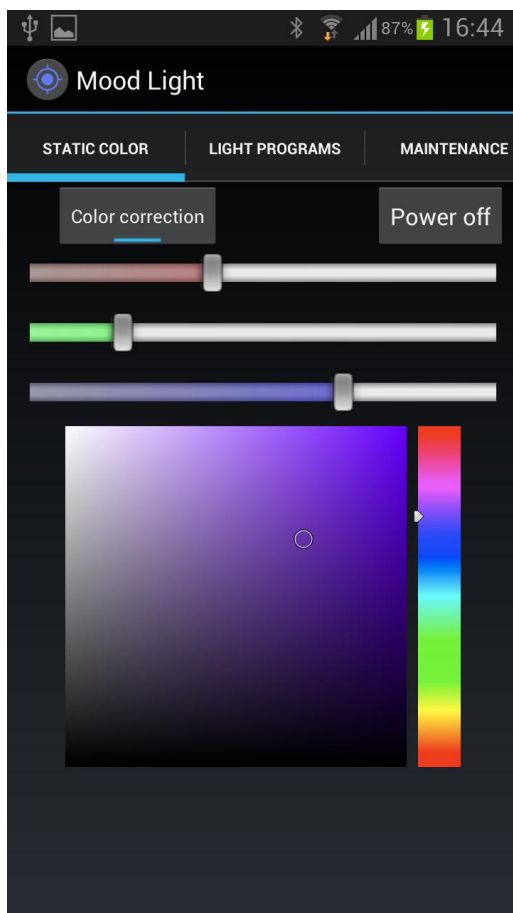 87% 16:44
Mood Light
STATIC COLOR LIGHT PROGRAMS MAINTENANCE
Color correction Power off